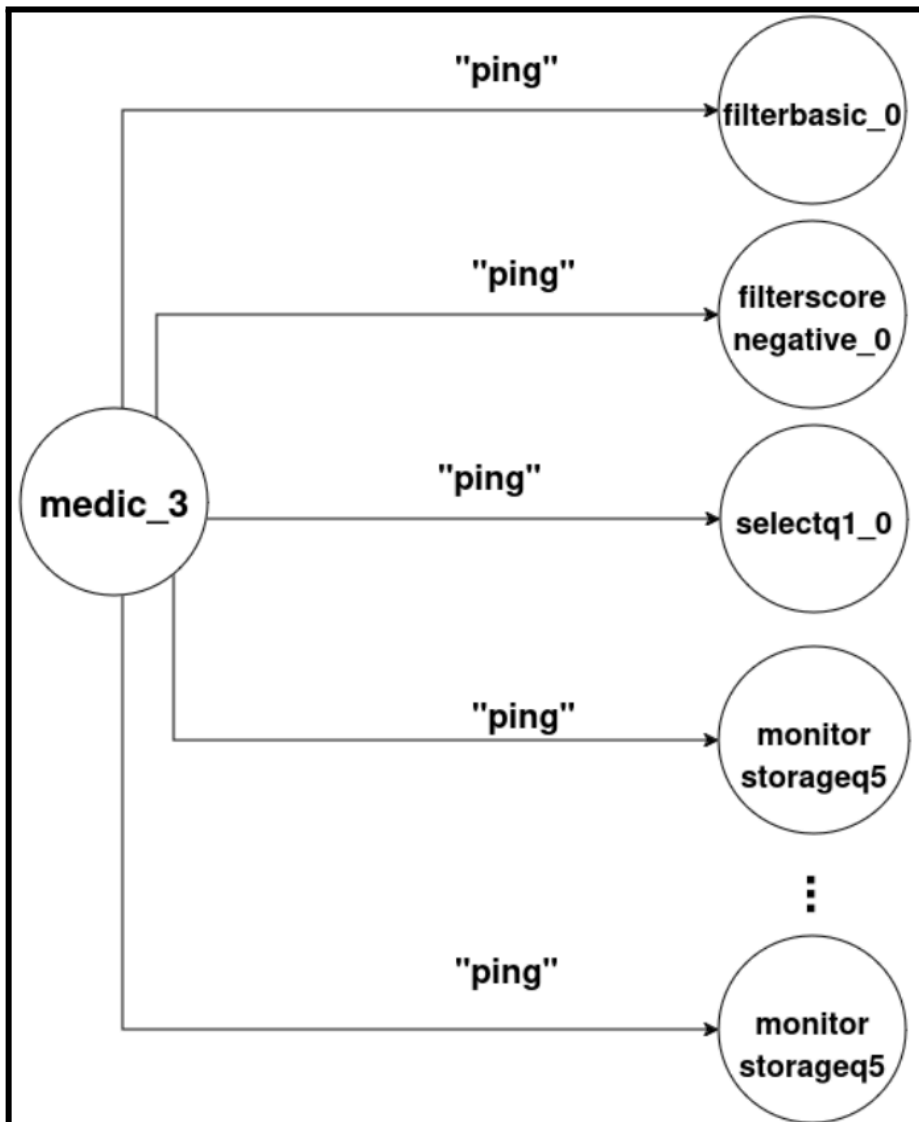 "ping"
filterbasic_0
"ping"
filterscore
negative_0
medic_3
"ping"
selectq1_0
"ping"
monitor
storageq5
"ping"
monitor
storageq5